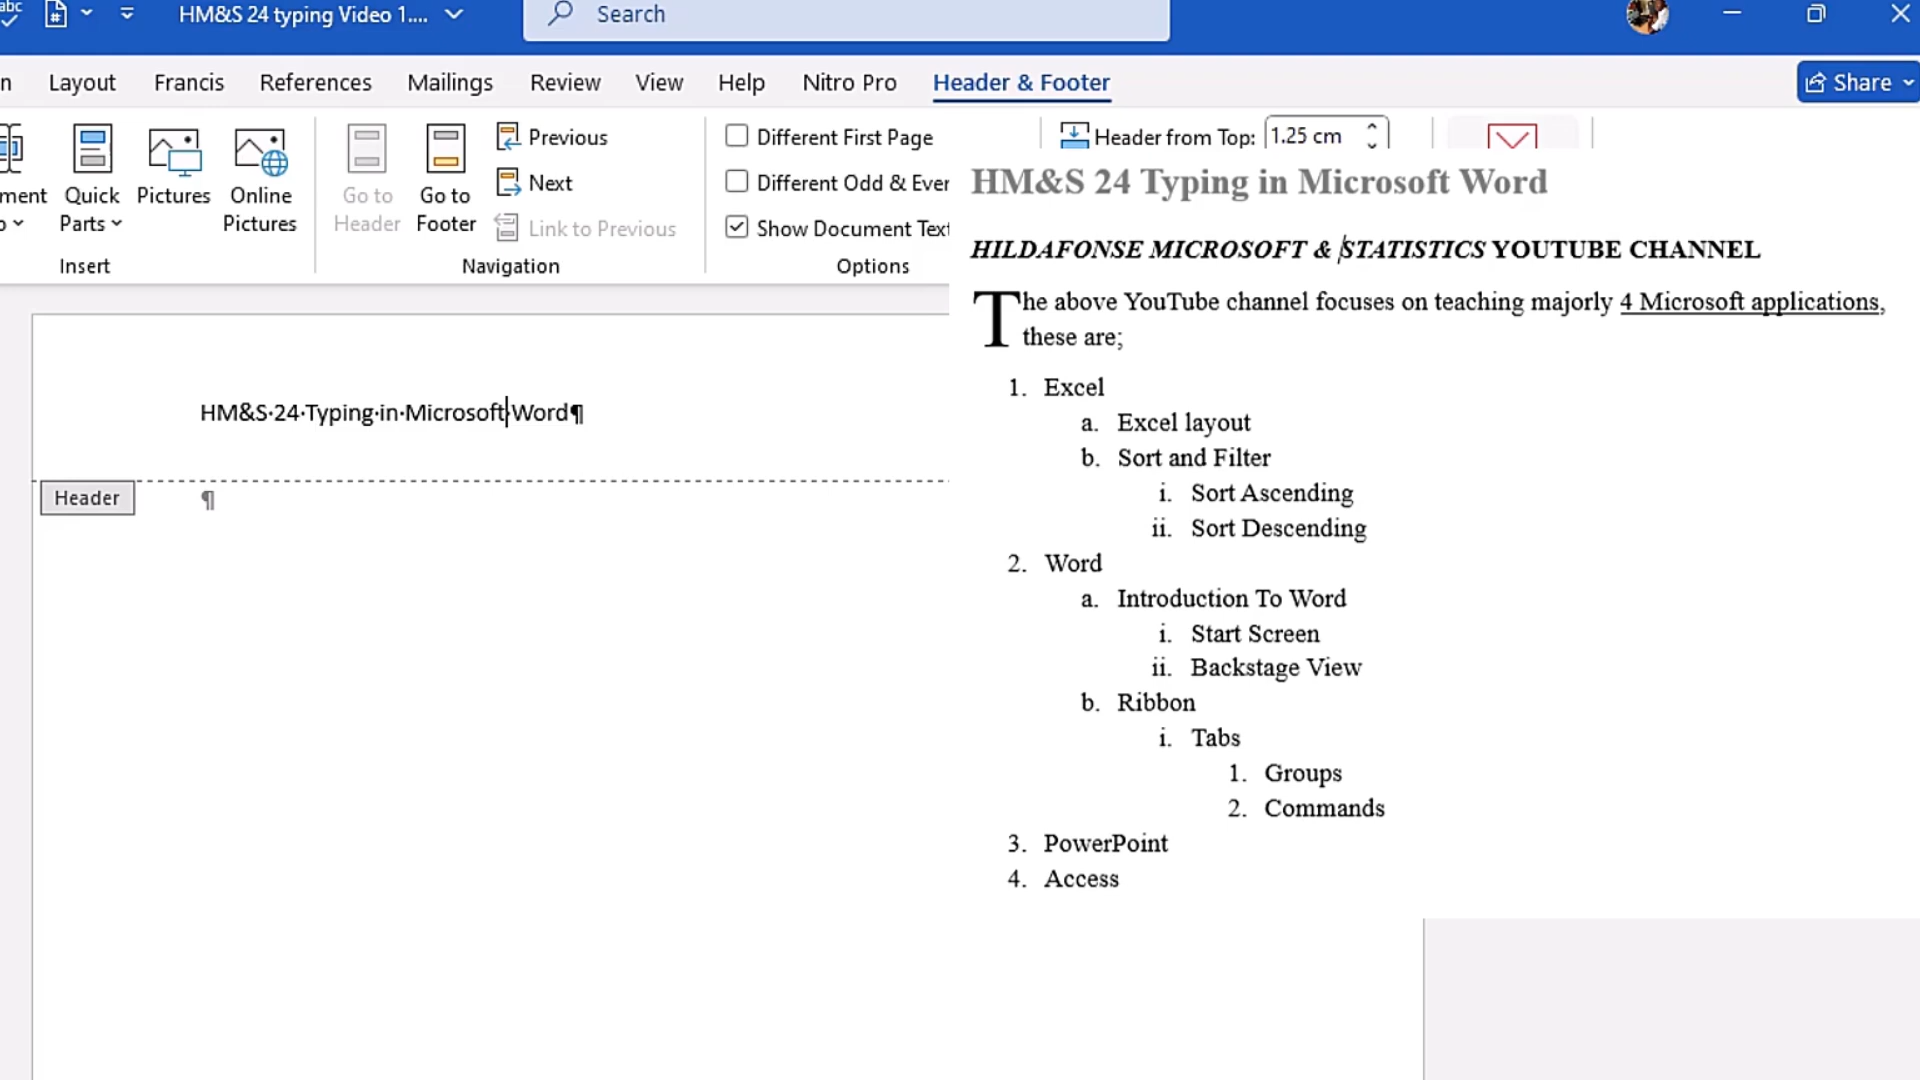 abc
HM&S 24 typing Video 1....
Search
n Layout Francis References Mailings Review View Help Nitro Pro Header & Footer
Share
ment
Quick
Parts
Pictures
Online
Pictures
Insert
Go to
Header
Go to
Footer
Previous
Next
Link to Previous
Navigation
Different First Page
Different Odd & Ever
Show Document Text
Options
Header from Top: 1.25 cm
HM&S·24·Typing·in·Microsoft·Word¶
Header
¶
HM&S 24 Typing in Microsoft Word
HILDAFONSE MICROSOFT & STATISTICS YOUTUBE CHANNEL
The above YouTube channel focuses on teaching majorly 4 Microsoft applications,
these are;
1. Excel
a. Excel layout
b. Sort and Filter
i. Sort Ascending
ii. Sort Descending
2. Word
a. Introduction To Word
i. Start Screen
ii. Backstage View
b. Ribbon
i. Tabs
1. Groups
2. Commands
3. PowerPoint
4. Access